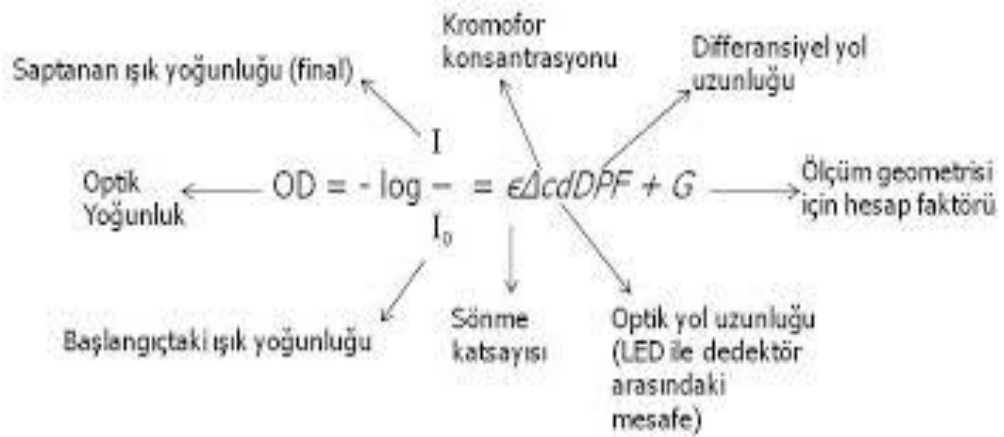 Kromofor
konsantrasyonu
Differansiyel yol
uzunluğu
Saptanan ışık yoğunluğu (final)
I
Optik
Yoğunluk
OD = - log – = ϵΔcdDPF + G
Ölçüm geometrisi
için hesap faktörü
I₀
Başlangıçtaki ışık yoğunluğu
Sönme
katsayısı
Optik yol uzunluğu
(LED ile dedektör
arasındaki
mesafe)